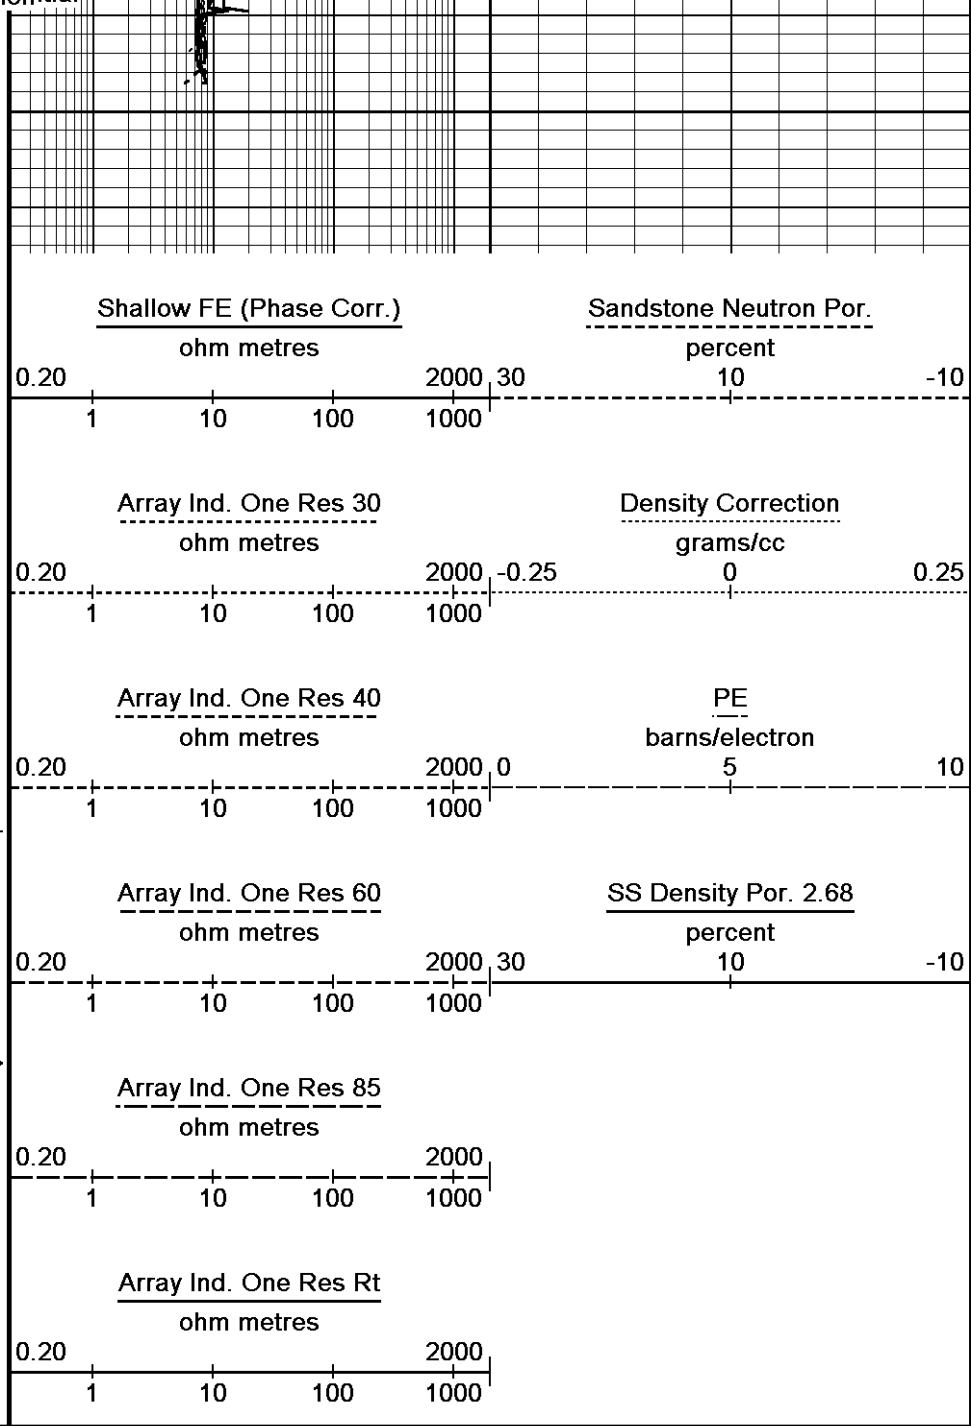 Shallow FE (Phase Corr.)
ohm metres
0.20 2000
1 10 100 1000
Sandstone Neutron Por.
percent
30 10 -10
Array Ind. One Res 30
ohm metres
0.20 2000
1 10 100 1000
Density Correction
grams/cc
-0.25 0 0.25
Array Ind. One Res 40
ohm metres
0.20 2000
1 10 100 1000
PE
barns/electron
0 5 10
Array Ind. One Res 60
ohm metres
0.20 2000
1 10 100 1000
SS Density Por. 2.68
percent
30 10 -10
Array Ind. One Res 85
ohm metres
0.20 2000
1 10 100 1000
Array Ind. One Res Rt
ohm metres
0.20 2000
1 10 100 1000